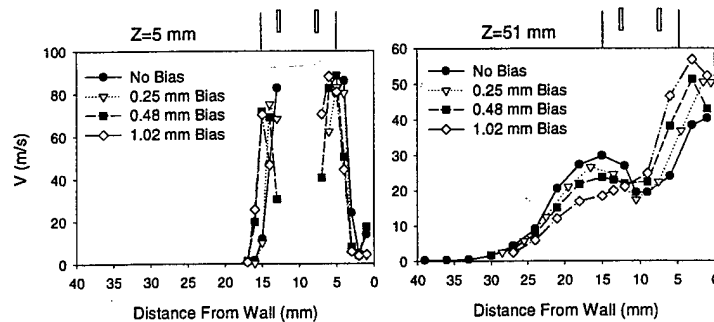 Z=5 mm
No Bias
0.25 mm Bias
0.48 mm Bias
1.02 mm Bias
V (m/s)
100
80
60
40
20
0
40 35 30 25 20 15 10 5 0
Distance From Wall (mm)
Z=51 mm
No Bias
0.25 mm Bias
0.48 mm Bias
1.02 mm Bias
60
50
40
30
20
10
0
40 35 30 25 20 15 10 5 0
Distance From Wall (mm)